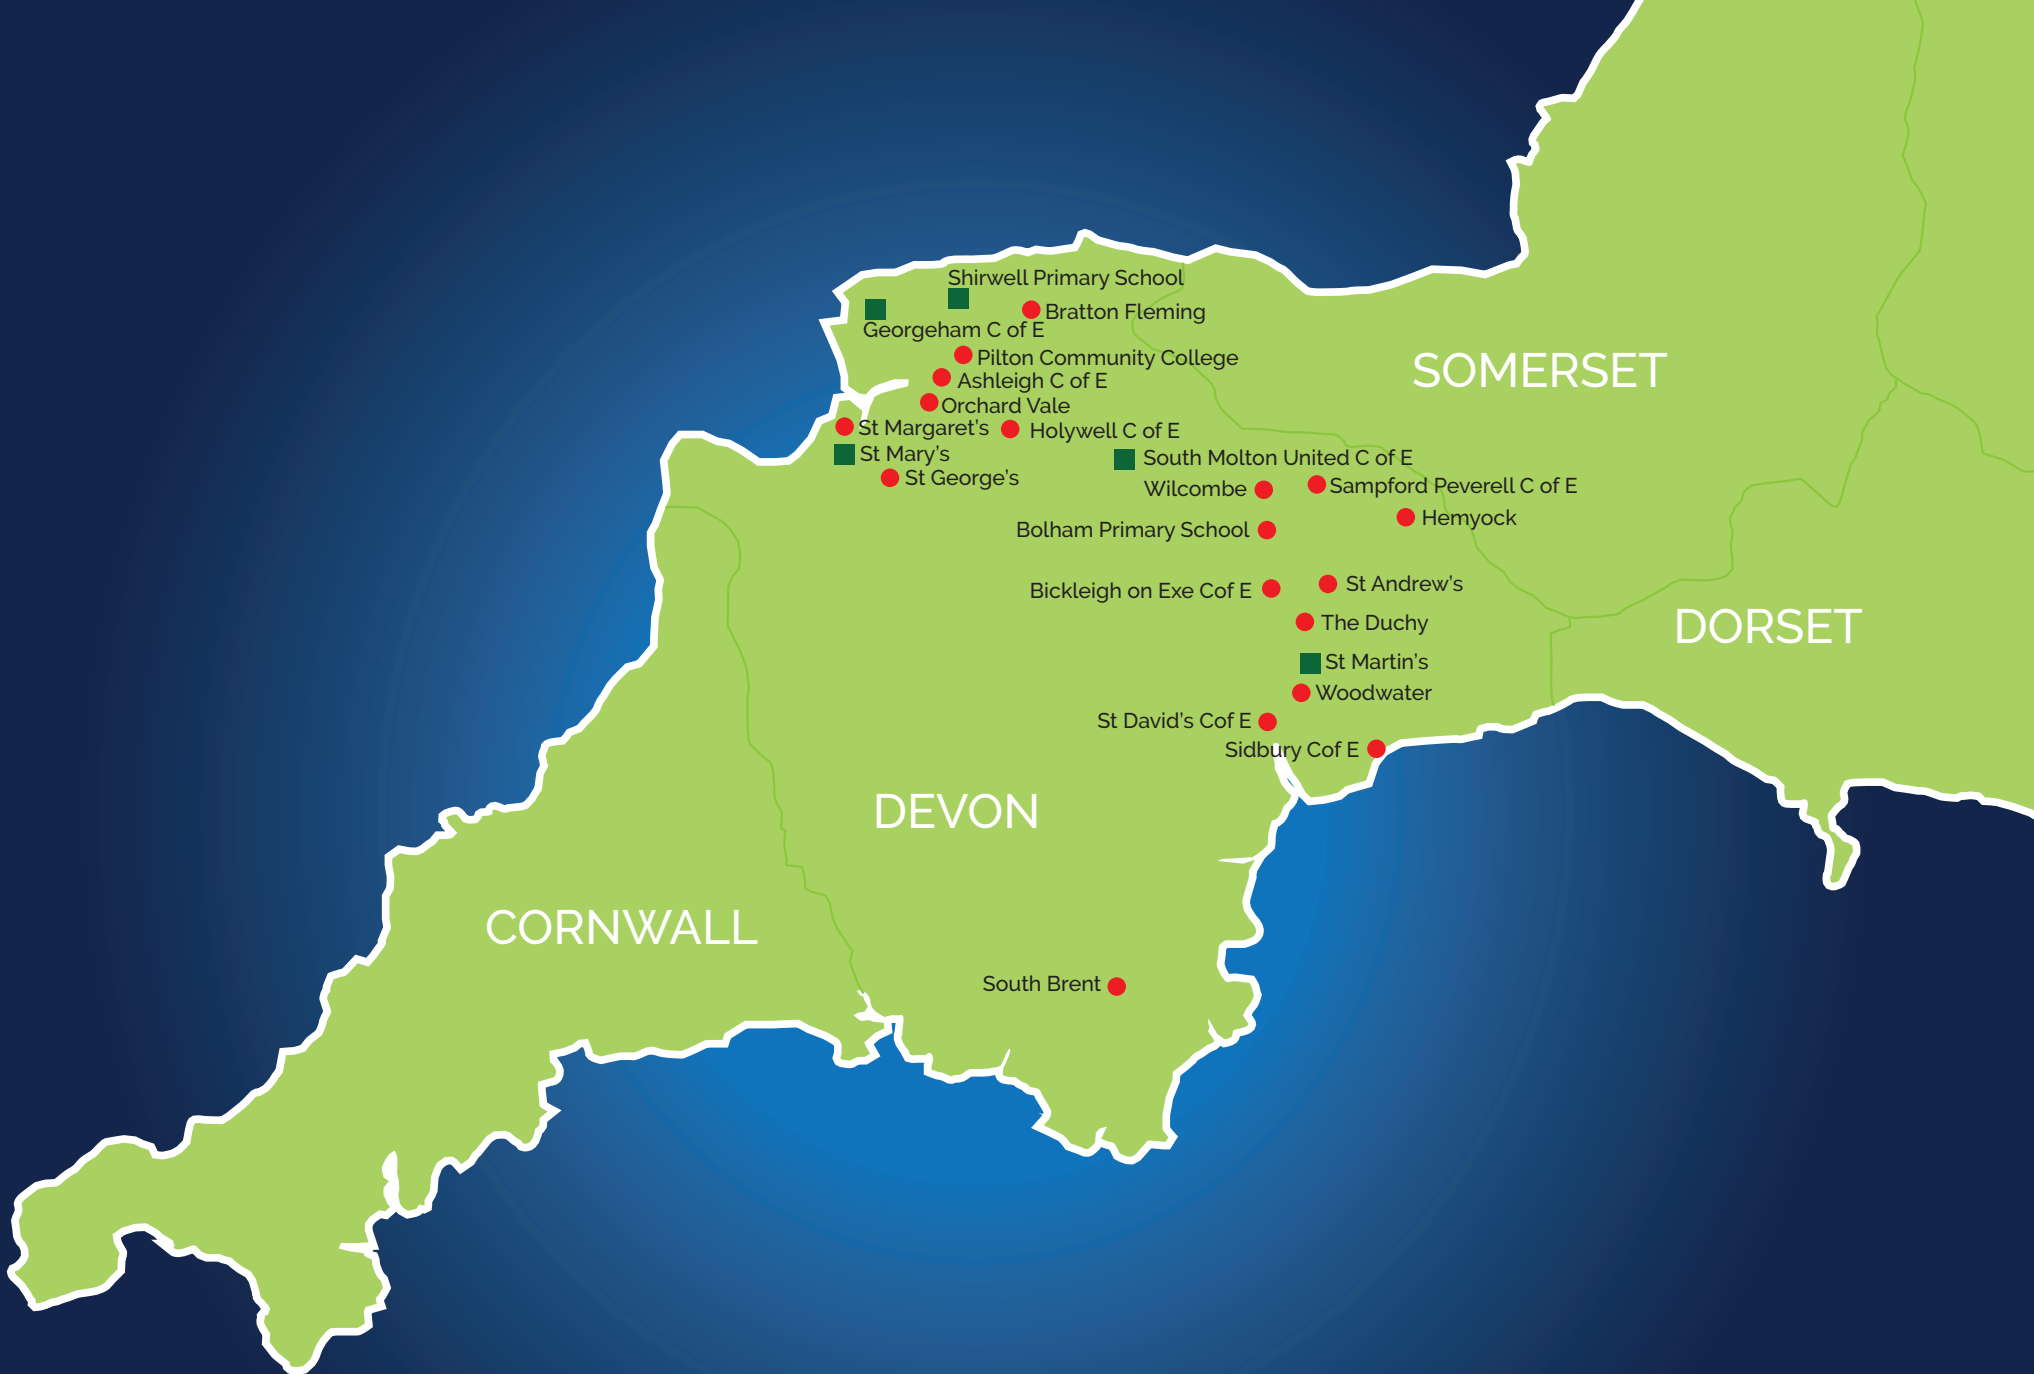 Shirwell Primary School
Bratton Fleming
Georgeham C of E
Pilton Community College
SOMERSET
Ashleigh C of E
Orchard Vale
St Margaret's
Holywell C of E
St Mary's
South Molton United C of E
St George's
Wilcombe
Sampford Peverell C of E
Hemyock
Bolham Primary School
Bickleigh on Exe Cof E
St Andrew's
The Duchy
DORSET
St Martin's
Woodwater
St David's Cof E
Sidbury Cof E
DEVON
CORNWALL
South Brent